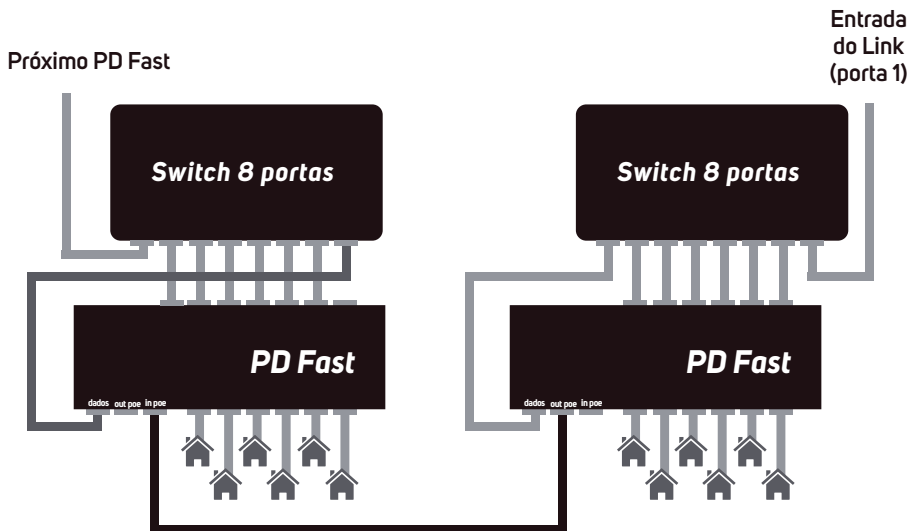 Próximo PD Fast
Entrada
do Link
(porta 1)
Switch 8 portas
Switch 8 portas
PD Fast
PD Fast
dados out poe in poe
dados out poe in poe